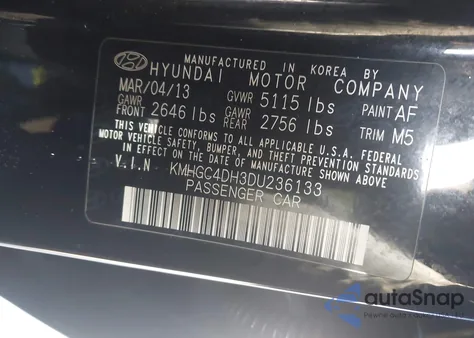 MANUFACTURED IN KOREA BY
HYUNDAI MOTOR COMPANY
MAR/04/13 GVWR 5115 lbs PAINT AF
GAWR FRONT 2646 lbs GAWR REAR 2756 lbs TRIM M5
THIS VEHICLE CONFORMS TO ALL APPLICABLE U.S.A. FEDERAL
MOTOR VEHICLE SAFETY, BUMPER, AND THEFT PREVENTION STANDARDS
IN EFFECT ON THE DATE OF MANUFACTURE SHOWN ABOVE.
V.I.N KMHGC4DH3DU236133
PASSENGER CAR
autoSnap